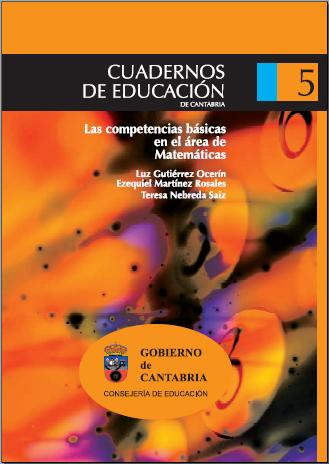 CUADERNOS
DE EDUCACIÓN
DE CANTABRIA
5
Las competencias básicas
en el área de
Matemáticas
Luz Gutiérrez Ocerín
Ezequiel Martínez Rosales
Teresa Nebreda Saiz
GOBIERNO
de
CANTABRIA
CONSEJERÍA DE EDUCACIÓN